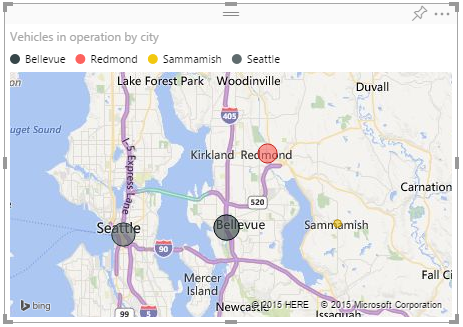 Vehicles in operation by city
Bellevue Redmond Sammamish Seattle
Lake Forest Park Woodinville
Duvall
405
Puget Sound
5 Express Lane
Kirkland Redmond
Carnation
520
Seattle
Bellevue
Sammamish
90
Fall Ci
Mercer
Island
bing
99
5
Newcastle
© 2015 HERE © 2015 Microsoft Corporation
Issaquah